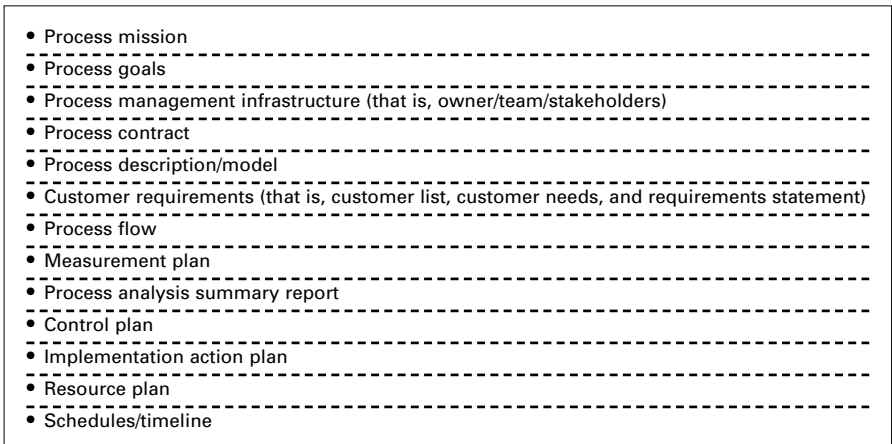 • Process mission
• Process goals
• Process management infrastructure (that is, owner/team/stakeholders)
• Process contract
• Process description/model
• Customer requirements (that is, customer list, customer needs, and requirements statement)
• Process flow
• Measurement plan
• Process analysis summary report
• Control plan
• Implementation action plan
• Resource plan
• Schedules/timeline